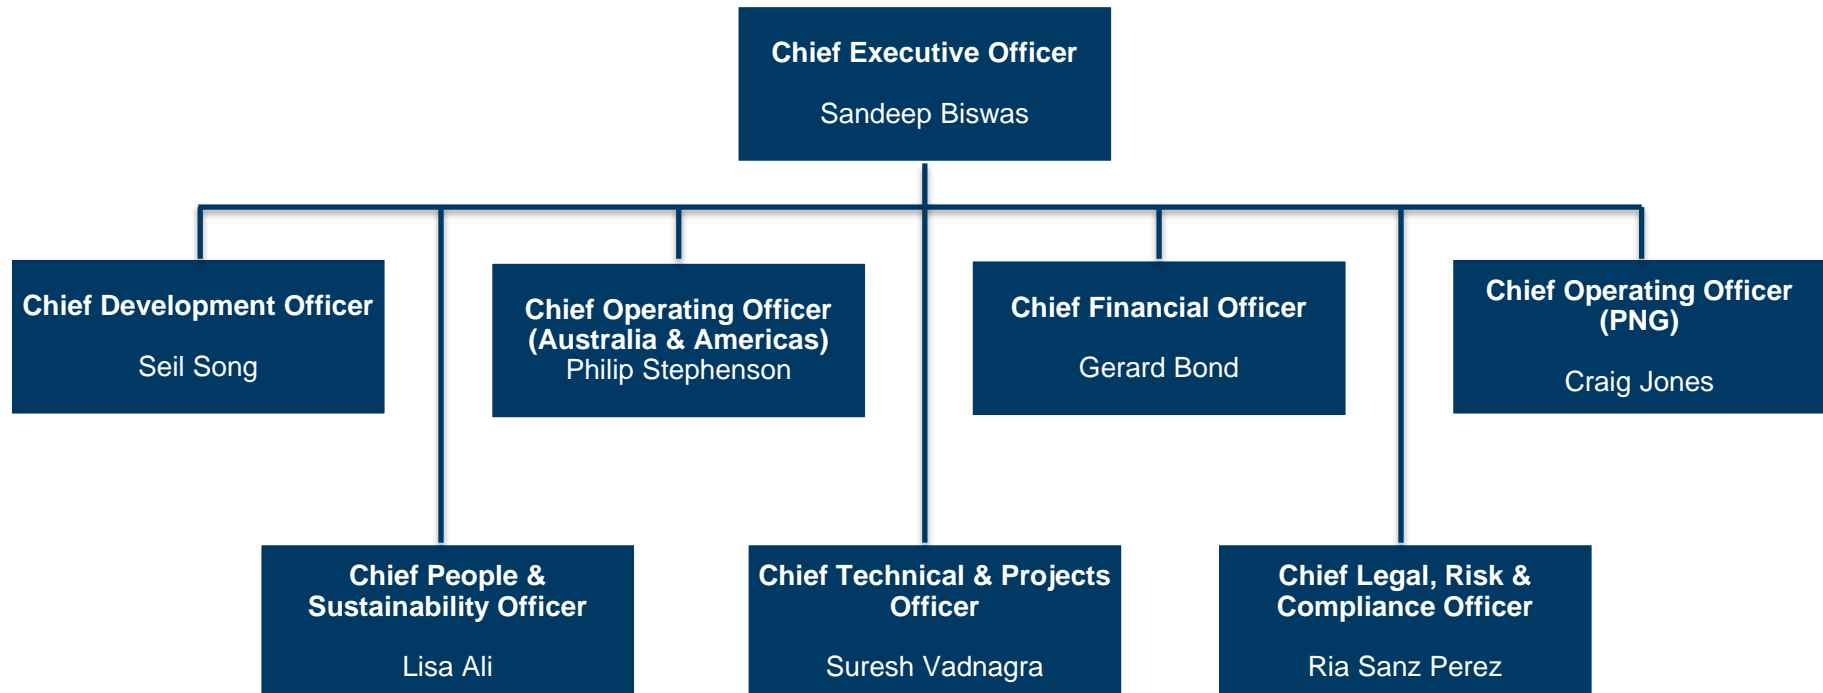 Chief Executive Officer
Sandeep Biswas
Chief Development Officer
Seil Song
Chief Operating Officer
(Australia & Americas)
Philip Stephenson
Chief Financial Officer
Gerard Bond
Chief Operating Officer
(PNG)
Craig Jones
Chief People &
Sustainability Officer
Lisa Ali
Chief Technical & Projects
Officer
Suresh Vadnagra
Chief Legal, Risk &
Compliance Officer
Ria Sanz Perez